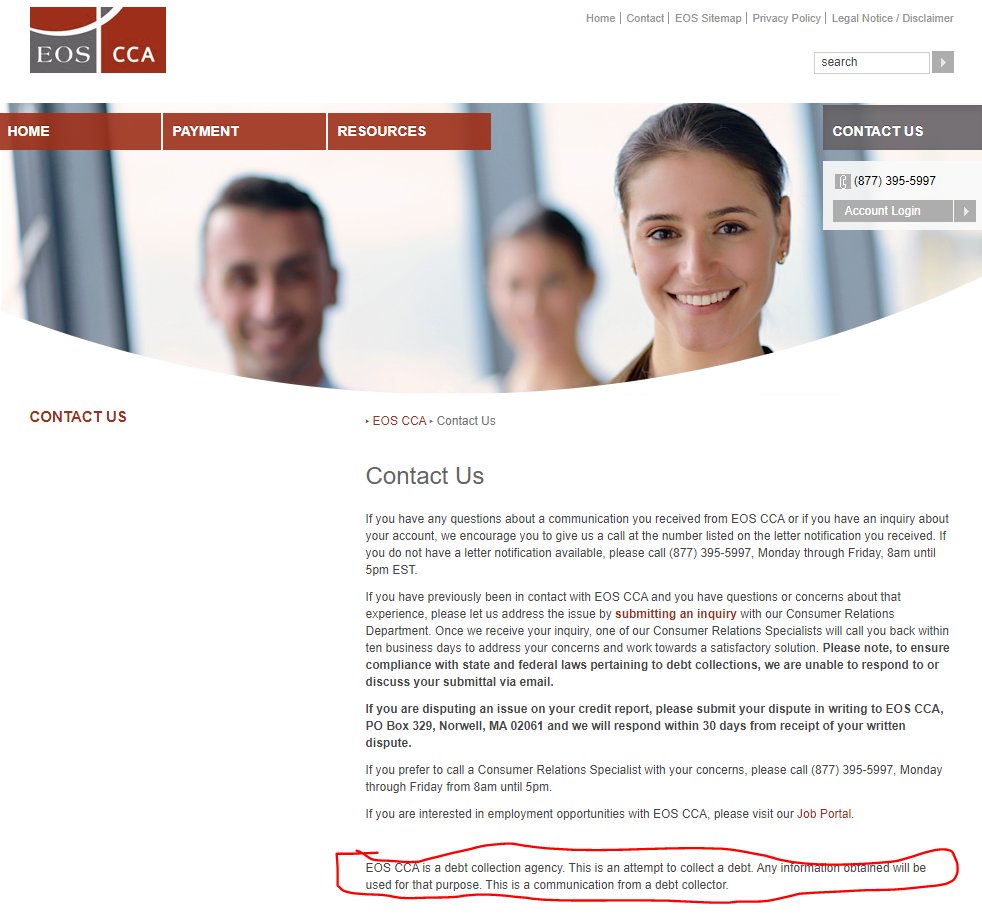 EOS CCA
Home | Contact | EOS Sitemap | Privacy Policy | Legal Notice / Disclaimer
search
HOME
PAYMENT
RESOURCES
CONTACT US
(877) 395-5997
Account Login
CONTACT US
EOS CCA Contact Us
Contact Us
If you have any questions about a communication you received from EOS CCA or if you have an inquiry about
your account, we encourage you to give us a call at the number listed on the letter notification you received. If
you do not have a letter notification available, please call (877) 395-5997, Monday through Friday, 8am until
5pm EST.
If you have previously been in contact with EOS CCA and you have questions or concerns about that
experience, please let us address the issue by submitting an inquiry with our Consumer Relations
Department. Once we receive your inquiry, one of our Consumer Relations Specialists will call you back within
ten business days to address your concerns and work towards a satisfactory solution. Please note, to ensure
compliance with state and federal laws pertaining to debt collections, we are unable to respond to or
discuss your submittal via email.
If you are disputing an issue on your credit report, please submit your dispute in writing to EOS CCA,
PO Box 329, Norwell, MA 02061 and we will respond within 30 days from receipt of your written
dispute.
If you prefer to call a Consumer Relations Specialist with your concerns, please call (877) 395-5997, Monday
through Friday from 8am until 5pm.
If you are interested in employment opportunities with EOS CCA, please visit our Job Portal.
EOS CCA is a debt collection agency. This is an attempt to collect a debt. Any information obtained will be
used for that purpose. This is a communication from a debt collector.